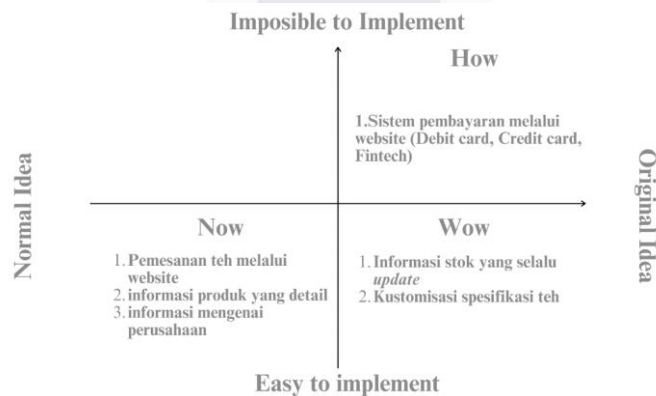 Imposible to Implement
How
1.Sistem pembayaran melalui
website (Debit card, Credit card,
Fintech)
Normal Idea
Original Idea
Now
1. Pemesanan teh melalui
website
2. informasi produk yang detail
3. informasi mengenai
perusahaan
Wow
1. Informasi stok yang selalu
update
2. Kustomisasi spesifikasi teh
Easy to implement